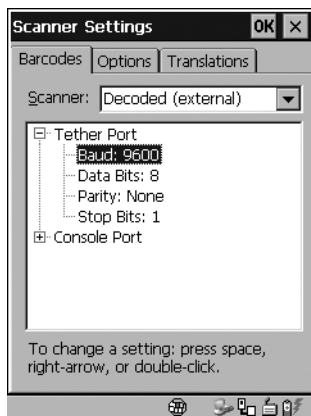 Scanner Settings OK ×
Barcodes Options Translations
Scanner: Decoded (external)
Tether Port
Baud: 9600
Data Bits: 8
Parity: None
Stop Bits: 1
Console Port
To change a setting: press space,
right-arrow, or double-click.